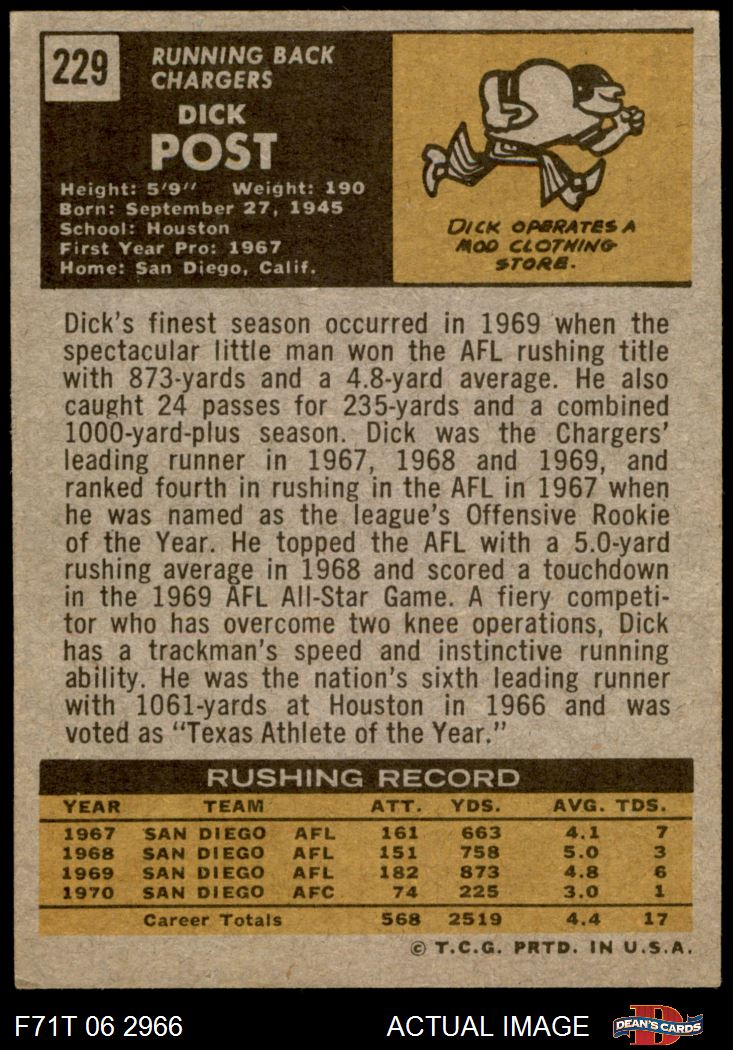 229
RUNNING BACK
CHARGERS
DICK
POST
Height: 5'9" Weight: 190
Born: September 27, 1945
School: Houston
First Year Pro: 1967
Home: San Diego, Calif.
DICK OPERATES A
MOD CLOTHING
STORE.
Dick's finest season occurred in 1969 when the
spectacular little man won the AFL rushing title
with 873-yards and a 4.8-yard average. He also
caught 24 passes for 235-yards and a combined
1000-yard-plus season. Dick was the Chargers'
leading runner in 1967, 1968 and 1969, and
ranked fourth in rushing in the AFL in 1967 when
he was named as the league's Offensive Rookie
of the Year. He topped the AFL with a 5.0-yard
rushing average in 1968 and scored a touchdown
in the 1969 AFL All-Star Game. A fiery competi-
tor who has overcome two knee operations, Dick
has a trackman's speed and instinctive running
ability. He was the nation's sixth leading runner
with 1061-yards at Houston in 1966 and was
voted as "Texas Athlete of the Year."
RUSHING RECORD
YEAR TEAM ATT. YDS. AVG. TDS.
1967 SAN DIEGO AFL 161 663 4.1 7
1968 SAN DIEGO AFL 151 758 5.0 3
1969 SAN DIEGO AFL 182 873 4.8 6
1970 SAN DIEGO AFC 74 225 3.0 1
Career Totals 568 2519 4.4 17
© T.C.G. PRTD. IN U.S.A.
F71T 06 2966 ACTUAL IMAGE D DEAN'S CARDS